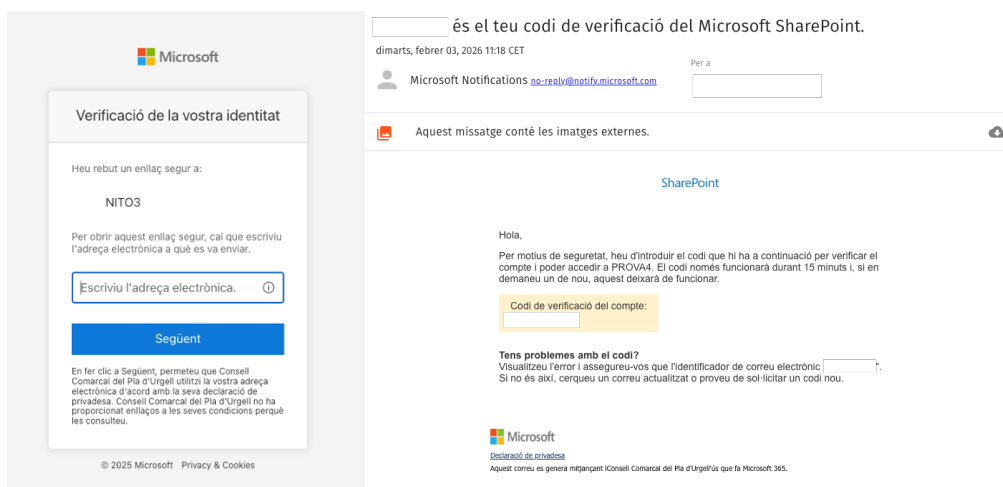 Microsoft
Verificació de la vostra identitat
Heu rebut un enllaç segur a:
NITO3
Per obrir aquest enllaç segur, cal que escriviu
l'adreça electrònica a què es va enviar.
Escriviu l'adreça electrònica.
Següent
En fer clic a Següent, permeteu que Consell
Comarcal del Pla d'Urgell utilitzi la vostra adreça
electrònica d'acord amb la seva declaració de
privadesa. Consell Comarcal del Pla d'Urgell no ha
proporcionat enllaços a les seves condicions perquè
les consulteu.
© 2025 Microsoft Privacy & Cookies
és el teu codi de verificació del Microsoft SharePoint.
dimarts, febrer 03, 2026 11:18 CET
Per a
Microsoft Notifications no-reply@notify.microsoft.com
Aquest missatge conté les imatges externes.
SharePoint
Hola,
Per motius de seguretat, heu d'introduir el codi que hi ha a continuació per verificar el
compte i poder accedir a PROVA4. El codi només funcionarà durant 15 minuts i, si en
demaneu un de nou, aquest deixarà de funcionar.
Codi de verificació del compte:
Tens problemes amb el codi?
Visualitzeu l'error i assegureu-vos que l'identificador de correu electrònic ".
Si no és així, cerqueu un correu actualitzat o proveu de sol·licitar un codi nou.
Microsoft
Declaració de privadesa
Aquest correu es genera mitjançant lConsell Comarcal del Pla d'Urgell'ús que fa Microsoft 365.